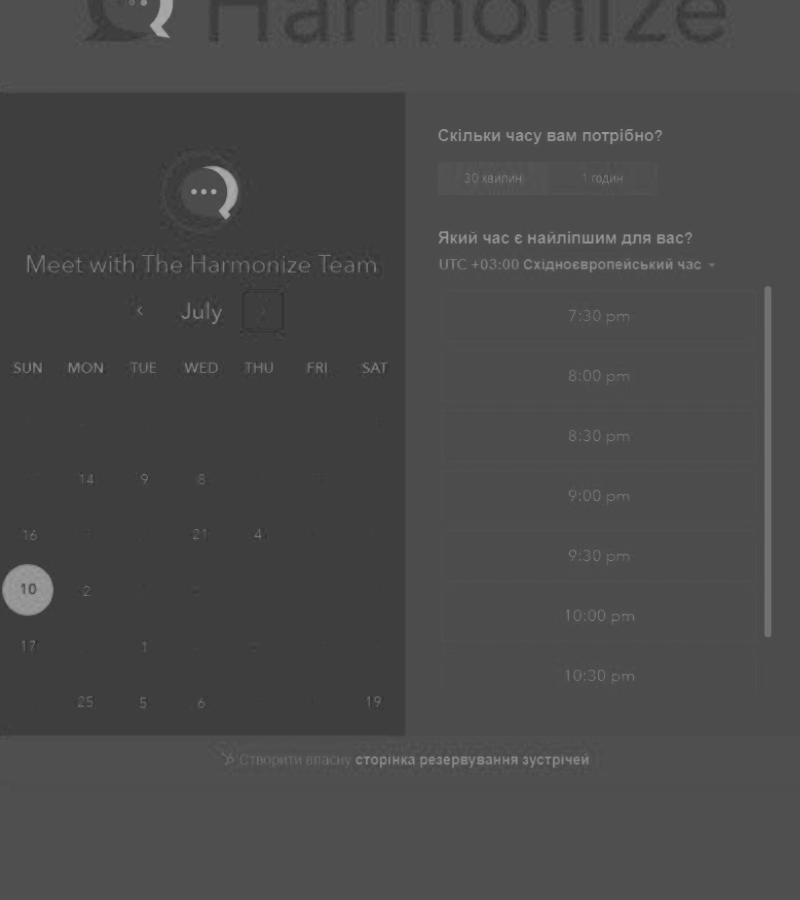 Harmonize
Meet with The Harmonize Team
July
SUN MON TUE WED THU FRI SAT
14 9 8
16 21 4
10 2
17 1
25 5 6 19
Скільки часу вам потрібно?
30 хвилин 1 годин
Який час є найліпшим для вас?
UTC +03:00 Східноєвропейський час
7:30 pm
8:00 pm
8:30 pm
9:00 pm
9:30 pm
10:00 pm
10:30 pm
Створити власну сторінка резервування зустрічей